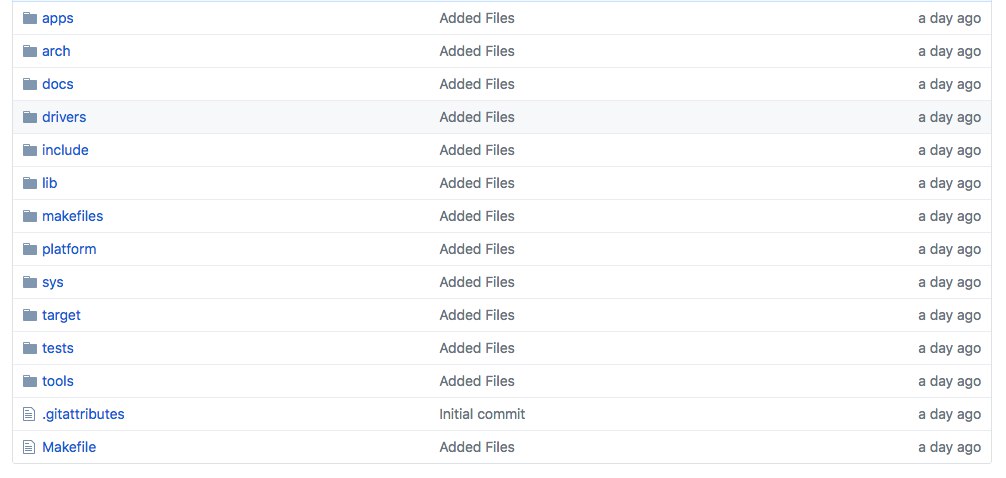 apps Added Files a day ago
arch Added Files a day ago
docs Added Files a day ago
drivers Added Files a day ago
include Added Files a day ago
lib Added Files a day ago
makefiles Added Files a day ago
platform Added Files a day ago
sys Added Files a day ago
target Added Files a day ago
tests Added Files a day ago
tools Added Files a day ago
.gitattributes Initial commit a day ago
Makefile Added Files a day ago